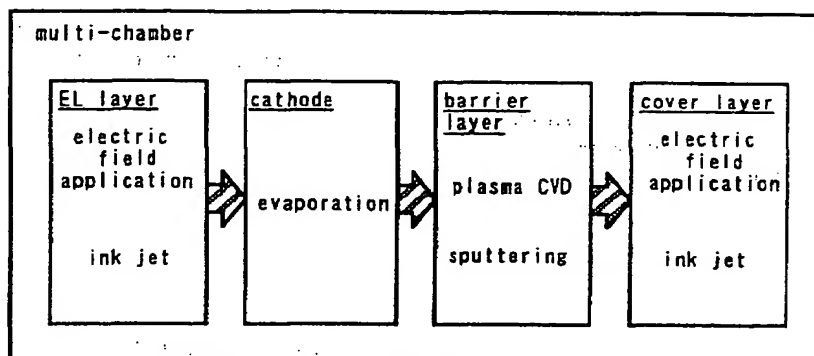 multi-chamber
EL layer
electric
field
application
ink jet
cathode
evaporation
barrier
layer
plasma CVD
sputtering
cover layer
electric
field
application
ink jet